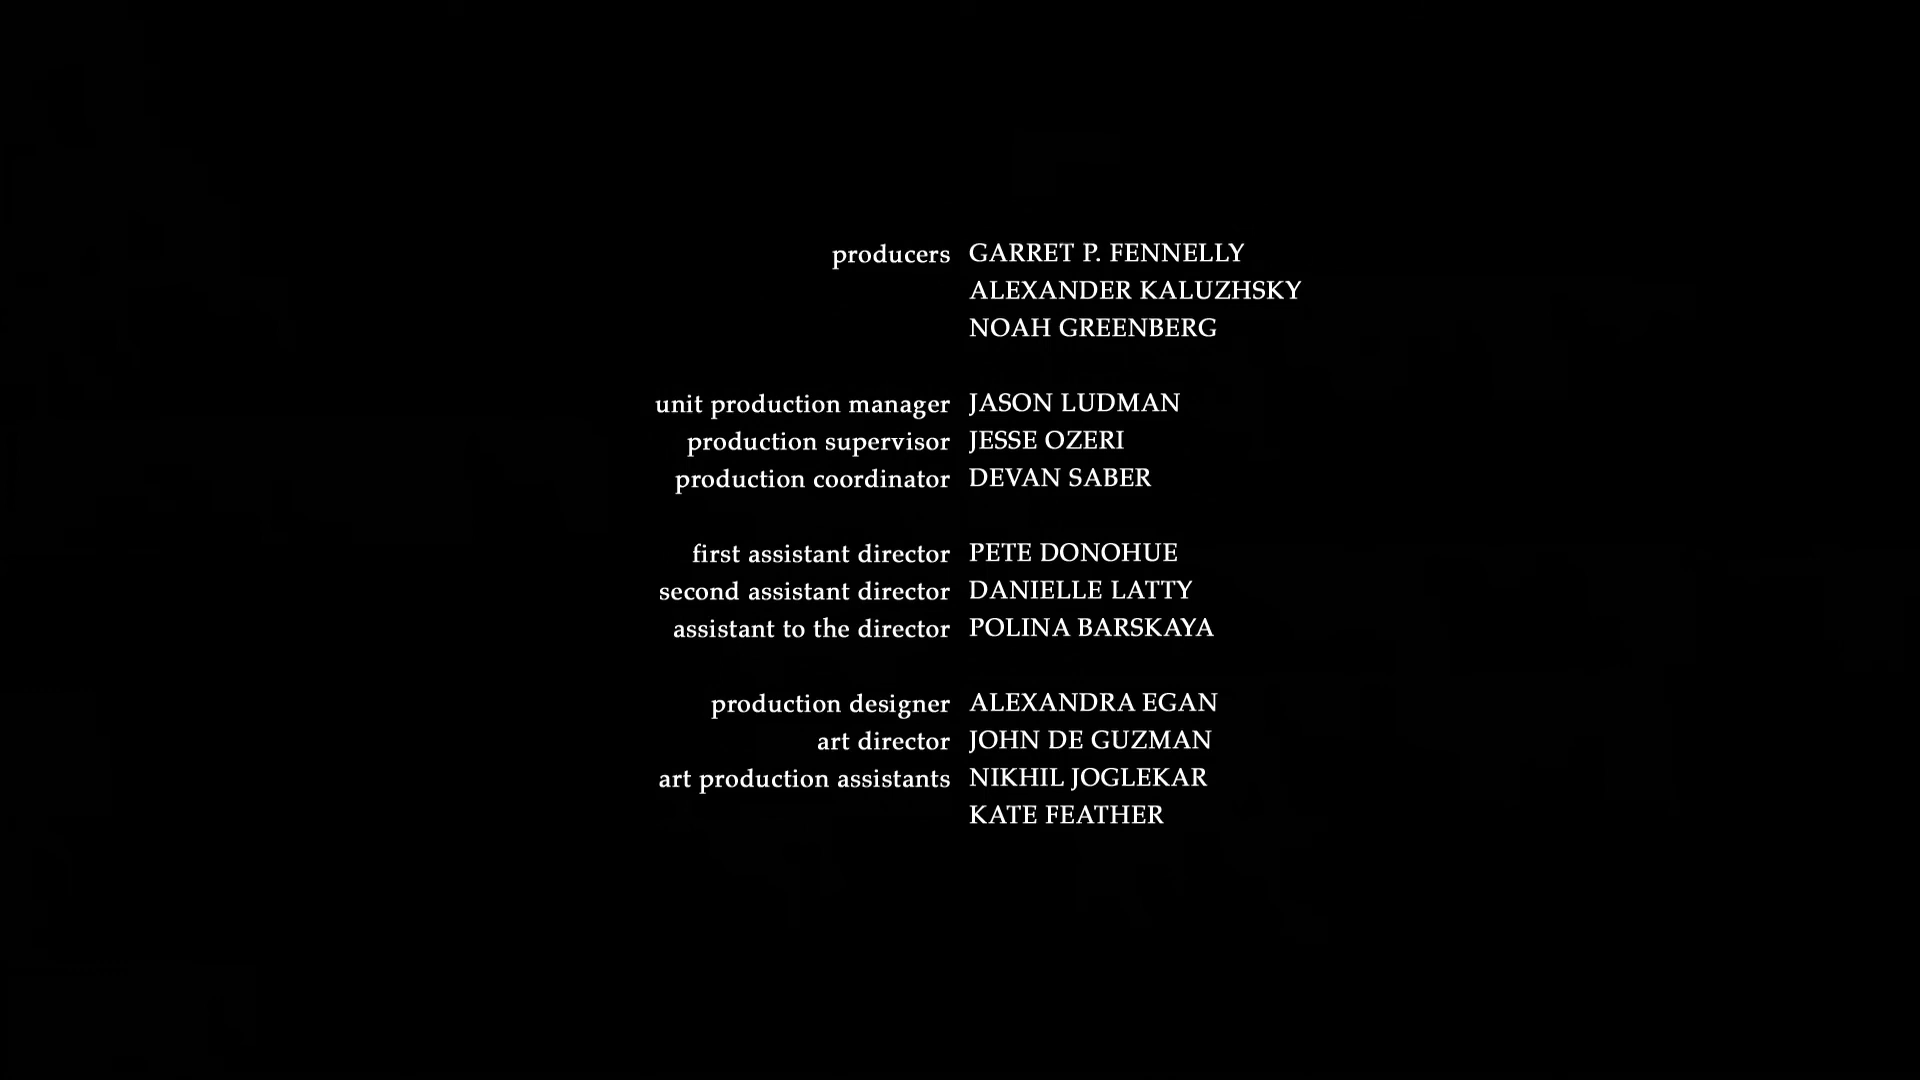 producers GARRET P. FENNELLY
ALEXANDER KALUZHSKY
NOAH GREENBERG
unit production manager JASON LUDMAN
production supervisor JESSE OZERI
production coordinator DEVAN SABER
first assistant director PETE DONOHUE
second assistant director DANIELLE LATTY
assistant to the director POLINA BARSKAYA
production designer ALEXANDRA EGAN
art director JOHN DE GUZMAN
art production assistants NIKHIL JOGLEKAR
KATE FEATHER